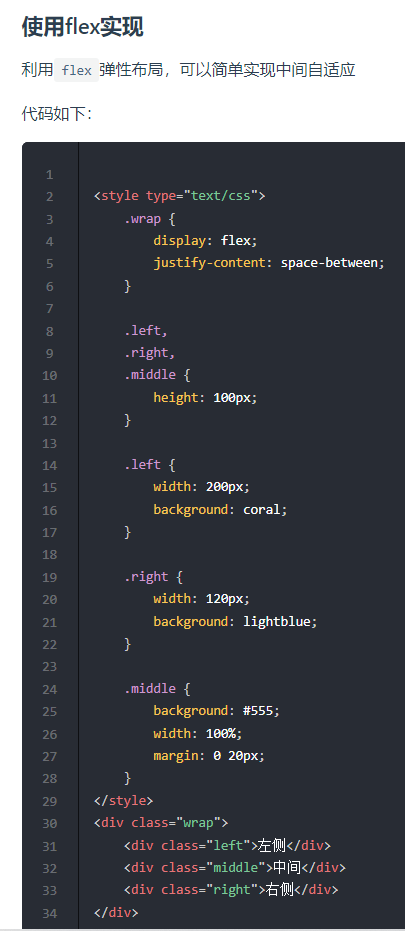 使用flex实现
利用 flex 弹性布局，可以简单实现中间自适应
代码如下：
1
2 <style type="text/css">
3     .wrap {
4         display: flex;
5         justify-content: space-between;
6     }
7
8     .left,
9     .right,
10     .middle {
11         height: 100px;
12     }
13
14     .left {
15         width: 200px;
16         background: coral;
17     }
18
19     .right {
20         width: 120px;
21         background: lightblue;
22     }
23
24     .middle {
25         background: #555;
26         width: 100%;
27         margin: 0 20px;
28     }
29 </style>
30 <div class="wrap">
31     <div class="left">左侧</div>
32     <div class="middle">中间</div>
33     <div class="right">右侧</div>
34 </div>